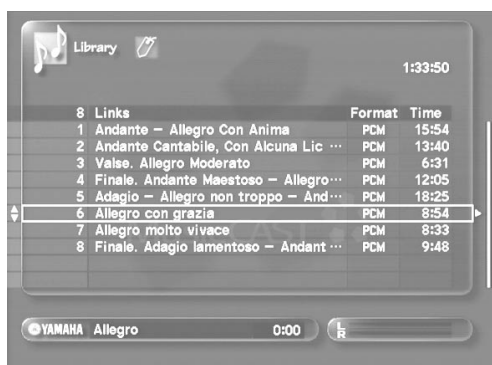 Library
1:33:50
8 Links Format Time
1 Andante – Allegro Con Anima PCM 15:54
2 Andante Cantabile, Con Alcuna Lic ··· PCM 13:40
3 Valse. Allegro Moderato PCM 6:31
4 Finale. Andante Maestoso – Allegro··· PCM 12:05
5 Adagio – Allegro non troppo – And··· PCM 18:25
6 Allegro con grazia PCM 8:54
7 Allegro molto vivace PCM 8:33
8 Finale. Adagio lamentoso – Andant ··· PCM 9:48
YAMAHA Allegro 0:00 L
R